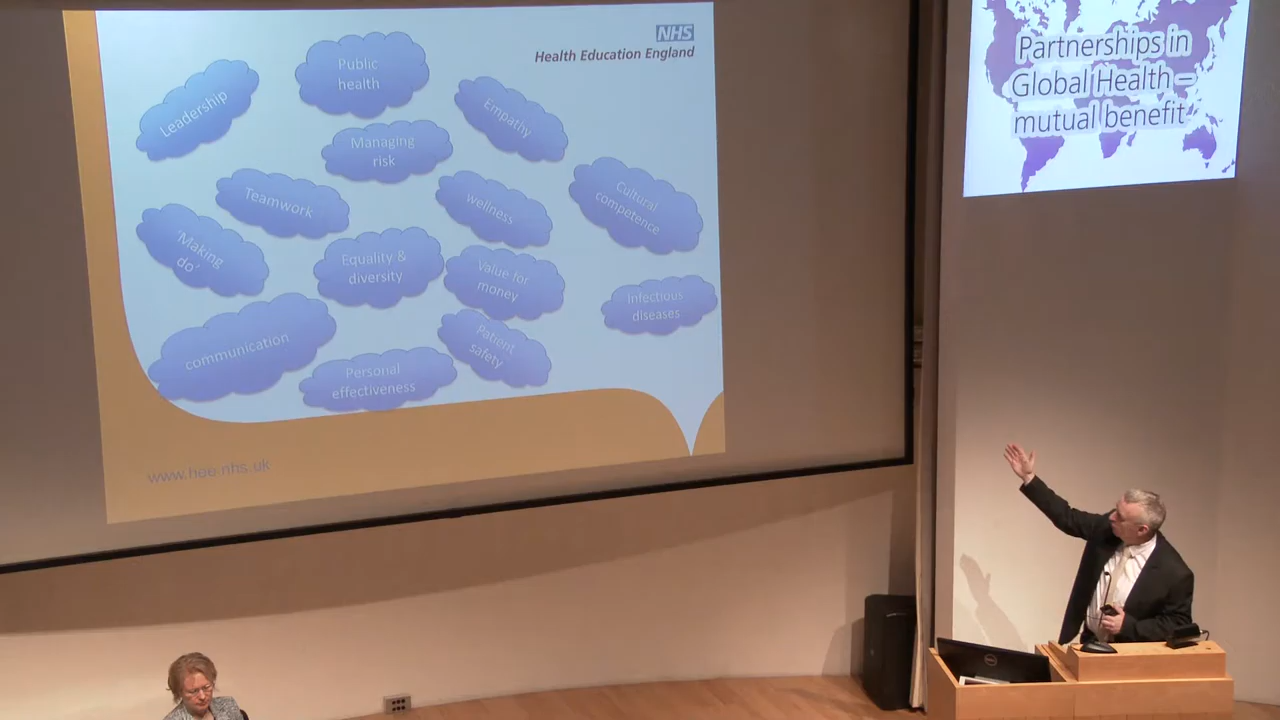 NHS
Health Education England
Public
health
Leadership
Empathy
Managing
risk
Teamwork
wellness
Cultural
competence
'Making
do'
Equality &
diversity
Value for
money
Infectious
diseases
communication
Patient
safety
Personal
effectiveness
www.hee.nhs.uk
Partnerships in
Global Health –
mutual benefit
DELL